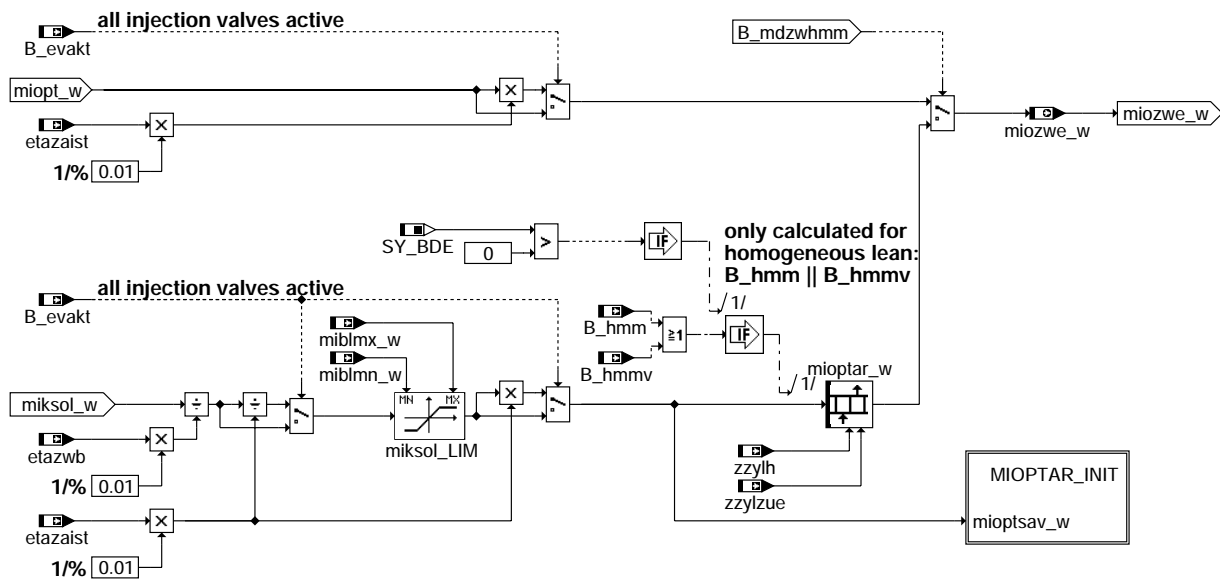 all injection valves active
B_evakt
B_mdzwhmm
miopt_w
etazaist
1/% 0.01
miozwe_w
miozwe_w
SY_BDE
0
>
IF
only calculated for
homogeneous lean:
B_hmm || B_hmmv
1/
all injection valves active
B_evakt
miblmx_w
miblmn_w
B_hmm
B_hmmv
≧1
IF
1/
mioptar_w
miksol_w
MN MX
miksol_LIM
etazwb
1/% 0.01
zzylh
zzylzue
etazaist
1/% 0.01
MIOPTAR_INIT
mioptsav_w